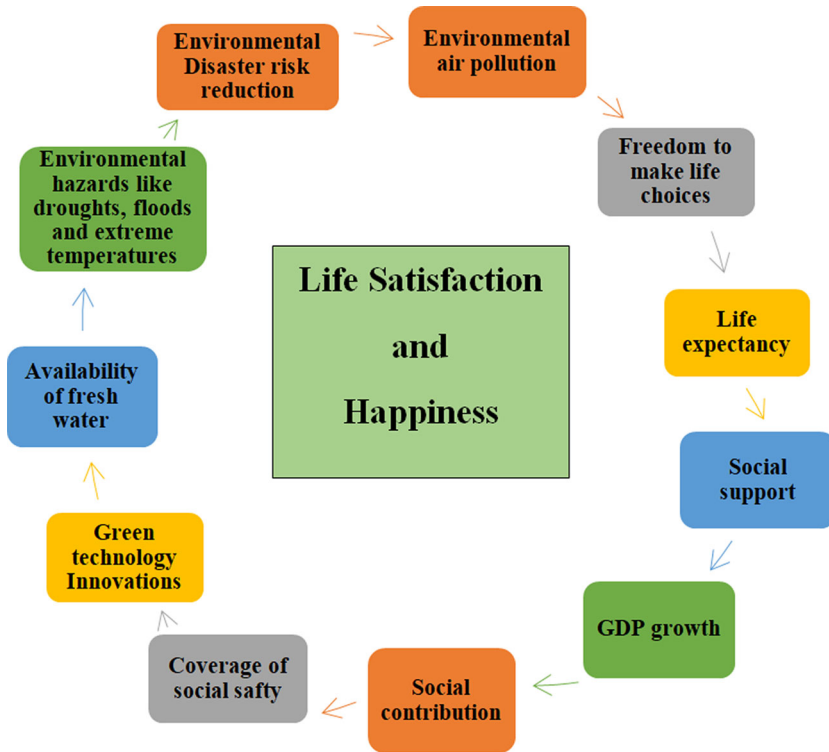 Environmental
Disaster risk
reduction
Environmental
air pollution
Freedom to
make life
choices
Life
expectancy
Social
support
GDP growth
Social
contribution
Coverage of
social safty
Green
technology
Innovations
Availability
of fresh
water
Environmental
hazards like
droughts, floods
and extreme
temperatures
Life Satisfaction
and
Happiness